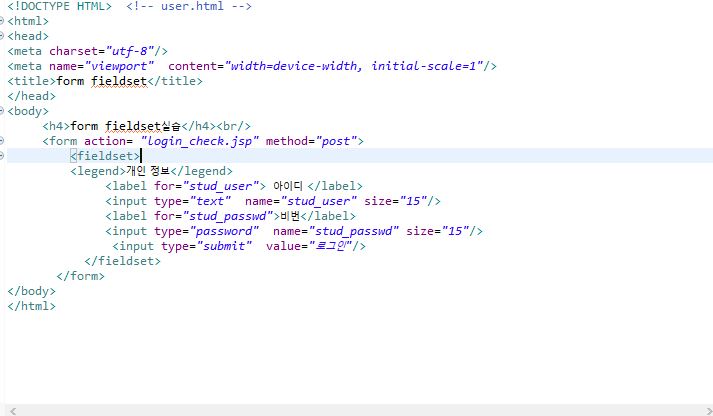 <!DOCTYPE HTML>  <!-- user.html -->
<html>
<head>
<meta charset="utf-8"/>
<meta name="viewport"  content="width=device-width, initial-scale=1"/>
<title>form fieldset</title>
</head>
<body>
     <h4>form fieldset실습</h4><br/>
     <form action= "login_check.jsp" method="post">
         <fieldset>
         <legend>개인 정보</legend>
              <label for="stud_user"> 아이디 </label>
              <input type="text"  name="stud_user" size="15"/>
              <label for="stud_passwd">비번</label>
              <input type="password"  name="stud_passwd" size="15"/>
               <input type="submit"  value="로그인"/>
           </fieldset>
       </form>
</body>
</html>